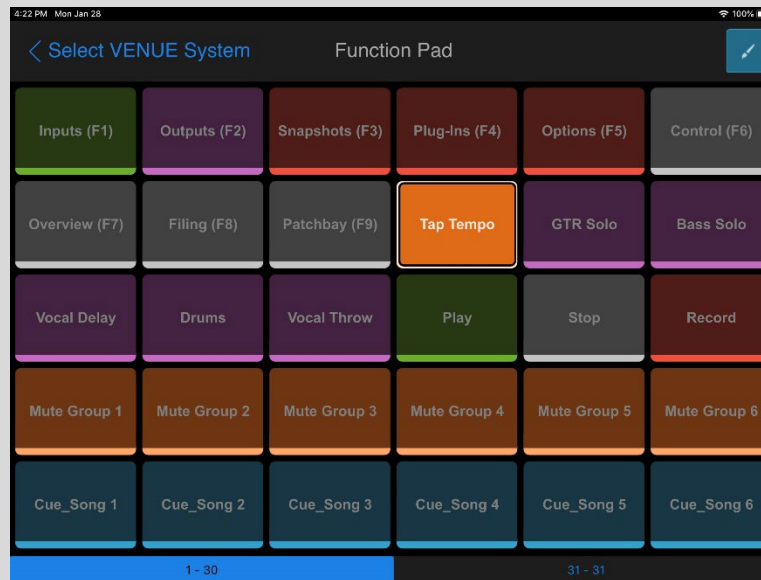 4:22 PM Mon Jan 28 100%
Select VENUE System Function Pad
Inputs (F1) Outputs (F2) Snapshots (F3) Plug-Ins (F4) Options (F5) Control (F6)
Overview (F7) Filing (F8) Patchbay (F9) Tap Tempo GTR Solo Bass Solo
Vocal Delay Drums Vocal Throw Play Stop Record
Mute Group 1 Mute Group 2 Mute Group 3 Mute Group 4 Mute Group 5 Mute Group 6
Cue_Song 1 Cue_Song 2 Cue_Song 3 Cue_Song 4 Cue_Song 5 Cue_Song 6
1 - 30 31 - 31